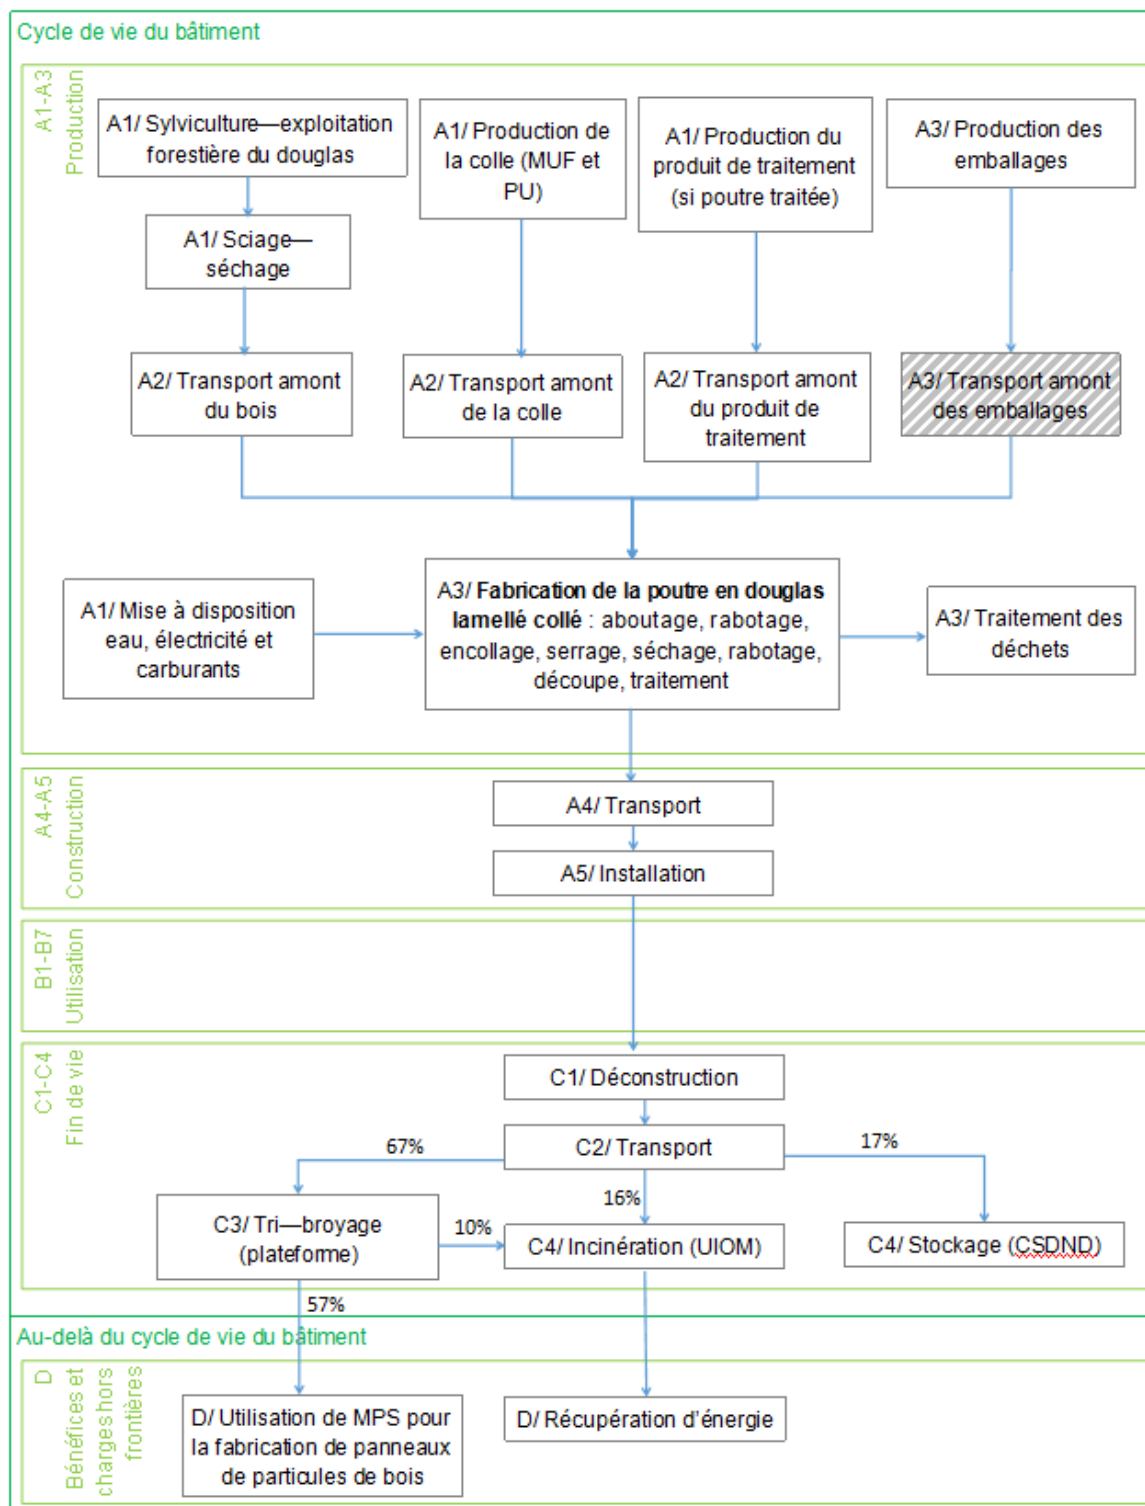 Cycle de vie du bâtiment
A1-A3
Production
A1/ Sylviculture—exploitation
forestière du douglas
A1/ Production de
la colle (MUF et
PU)
A1/ Production du
produit de traitement
(si poutre traitée)
A3/ Production des
emballages
A1/ Sciage—
séchage
A2/ Transport amont
du bois
A2/ Transport amont
de la colle
A2/ Transport amont
du produit de
traitement
A3/ Transport amont
des emballages
A1/ Mise à disposition
eau, électricité et
carburants
A3/ Fabrication de la poutre en douglas
lamellé collé : aboutage, rabotage,
encollage, serrage, séchage, rabotage,
découpe, traitement
A3/ Traitement des
déchets
A4-A5
Construction
A4/ Transport
A5/ Installation
B1-B7
Utilisation
C1-C4
Fin de vie
C1/ Déconstruction
C2/ Transport
67%
17%
16%
C3/ Tri—broyage
(plateforme)
10%
C4/ Incinération (UIOM)
C4/ Stockage (CSDND)
57%
Au-delà du cycle de vie du bâtiment
D
Bénéfices et
charges hors
frontières
D/ Utilisation de MPS pour
la fabrication de panneaux
de particules de bois
D/ Récupération d'énergie